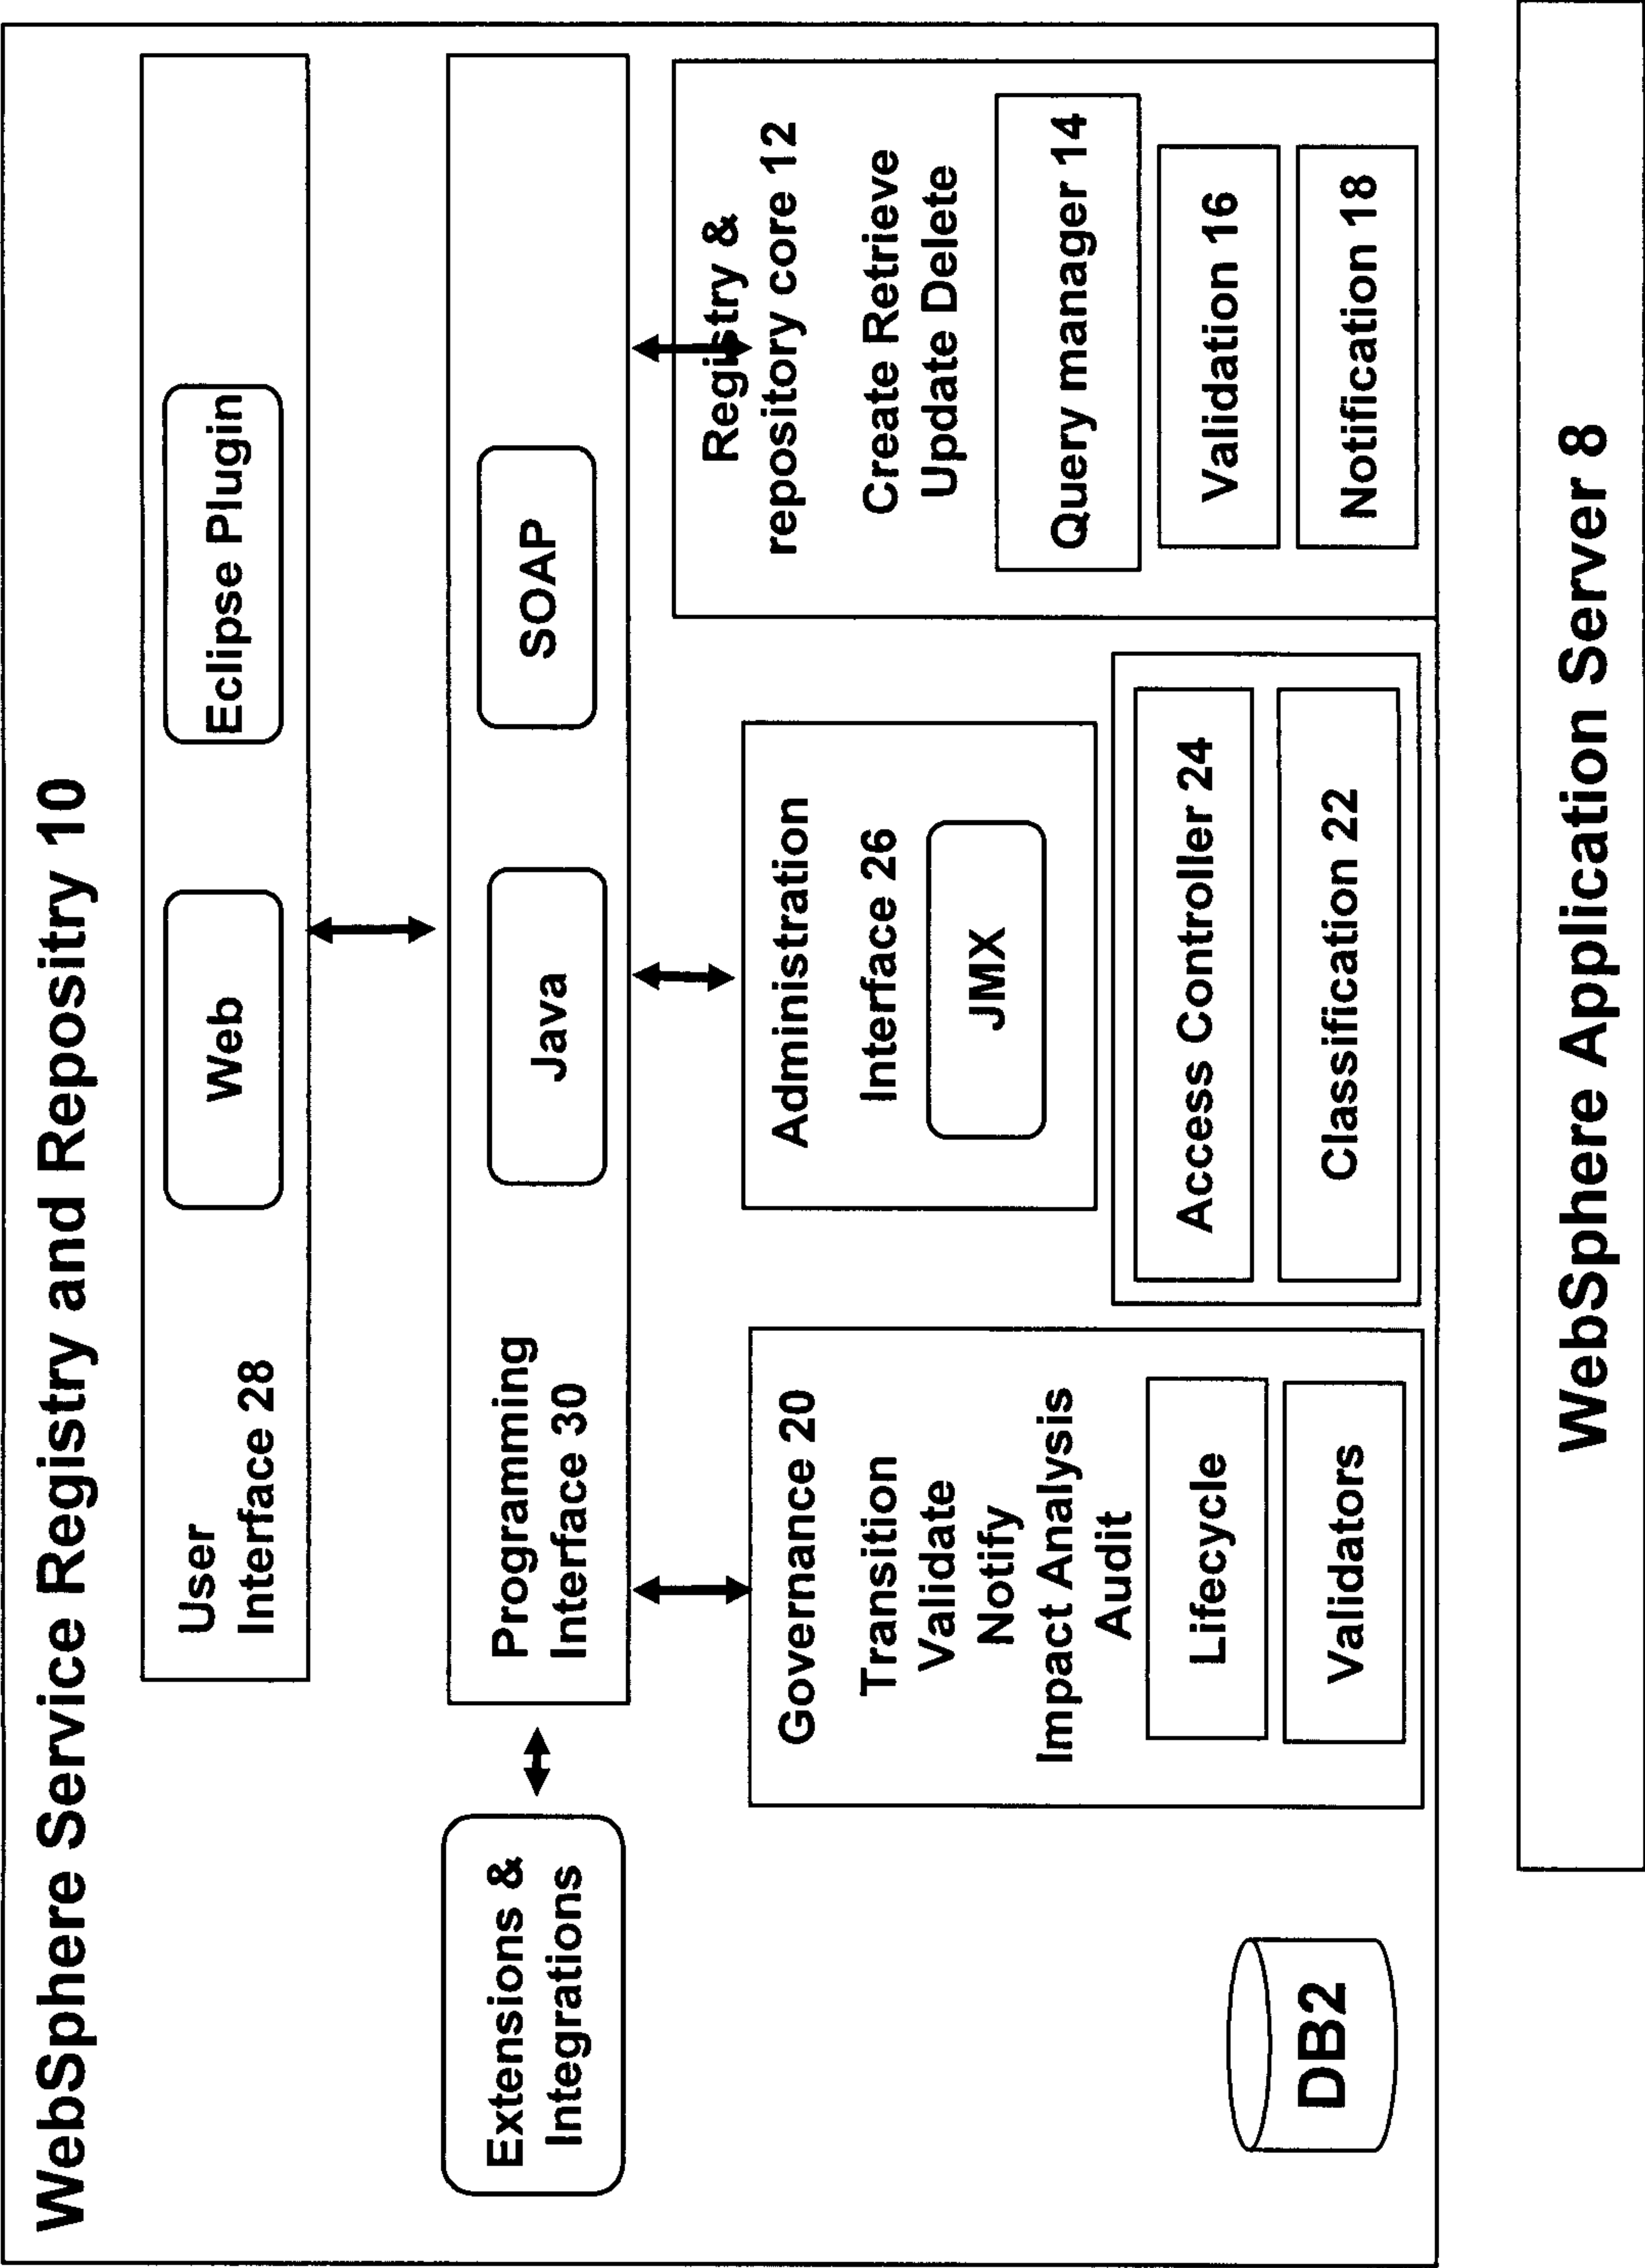 WebSphere Service Registry and Repositry 10
User
Interface 28
Web
Eclipse Plugin
Extensions &
Integrations
Programming
Interface 30
Java
SOAP
Governance 20
Transition
Validate
Notify
Impact Analysis
Audit
Lifecycle
Validators
Administration
Interface 26
JMX
Access Controller 24
Classification 22
Registry &
repository core 12
Create Retrieve
Update Delete
Query manager 14
Validation 16
Notification 18
DB2
WebSphere Application Server 8